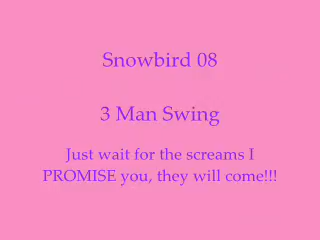 Snowbird 08
3 Man Swing
Just wait for the screams I
PROMISE you, they will come!!!